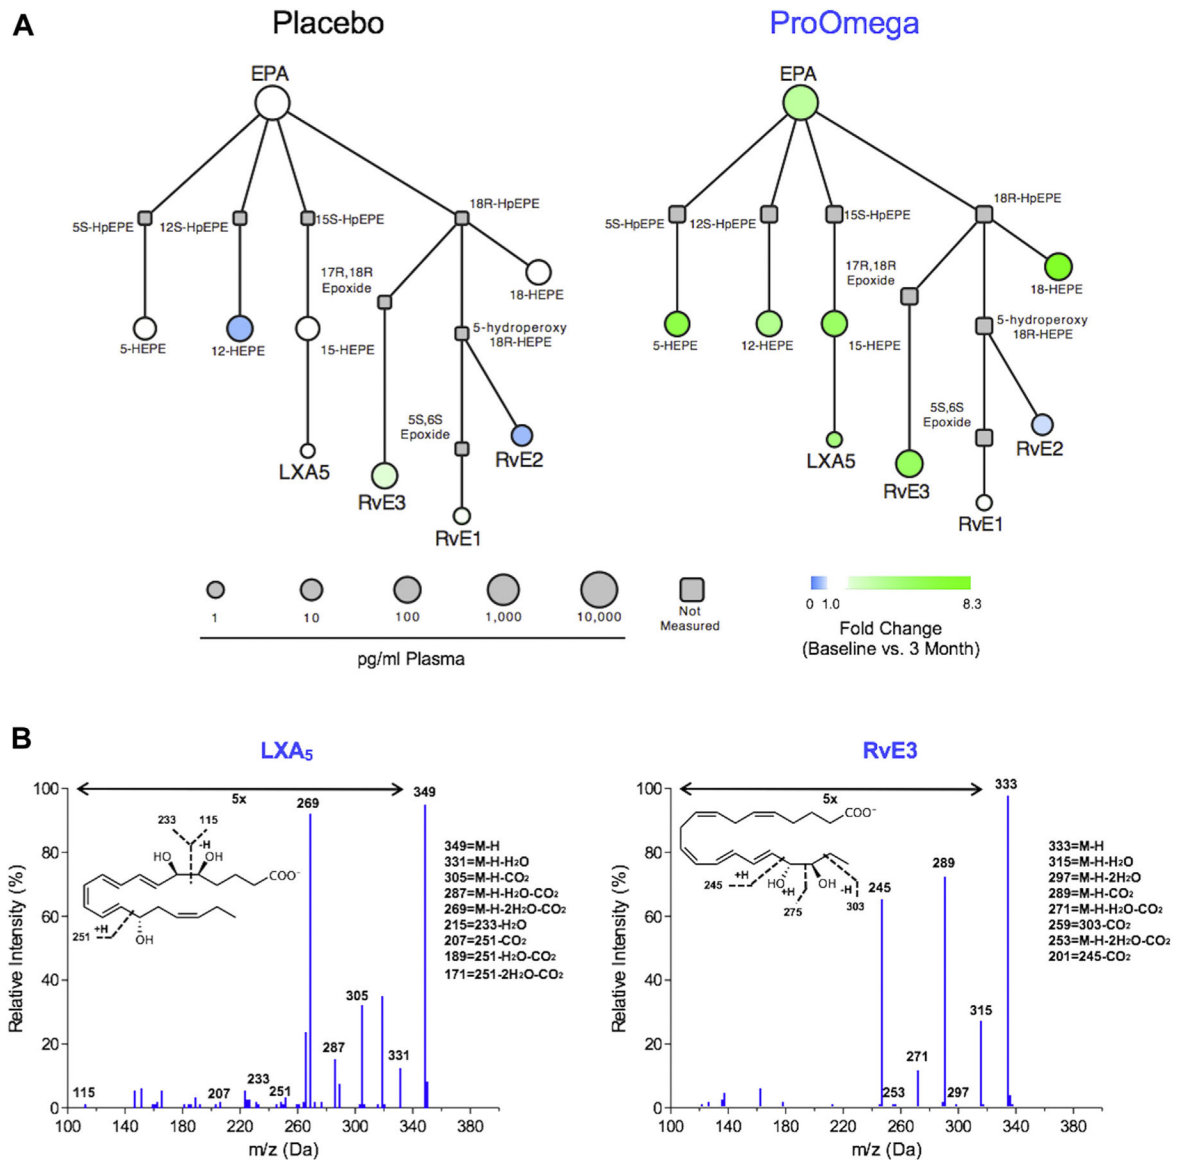 A
Placebo
ProOmega
EPA
5S-HpEPE
12S-HpEPE
15S-HpEPE
18R-HpEPE
17R,18R
Epoxide
18-HEPE
5-HEPE
12-HEPE
15-HEPE
5-hydroperoxy
18R-HEPE
5S,6S
Epoxide
LXA5
RvE3
RvE2
RvE1
EPA
5S-HpEPE
12S-HpEPE
15S-HpEPE
18R-HpEPE
17R,18R
Epoxide
18-HEPE
5-HEPE
12-HEPE
15-HEPE
5-hydroperoxy
18R-HEPE
5S,6S
Epoxide
LXA5
RvE3
RvE2
RvE1
1
10
100
1,000
10,000
Not
Measured
pg/ml Plasma
0 1.0 8.3
Fold Change
(Baseline vs. 3 Month)
B
LXA5
100
80
60
40
20
0
Relative Intensity (%)
5x
349
269
233
115
-H
HO
OH
COO⁻
251
+H
OH
305
287
331
115
207
233
251
100 140 180 220 260 300 340 380
m/z (Da)
349=M-H
331=M-H-H2O
305=M-H-CO2
287=M-H-H2O-CO2
269=M-H-2H2O-CO2
215=233-H2O
207=251-CO2
189=251-H2O-CO2
171=251-2H2O-CO2
RvE3
100
80
60
40
20
0
Relative Intensity (%)
5x
333
COO⁻
+H
245
HO
+H
275
OH
-H
303
289
245
315
271
253
297
100 140 180 220 260 300 340 380
m/z (Da)
333=M-H
315=M-H-H2O
297=M-H-2H2O
289=M-H-CO2
271=M-H-H2O-CO2
259=303-CO2
253=M-H-2H2O-CO2
201=245-CO2